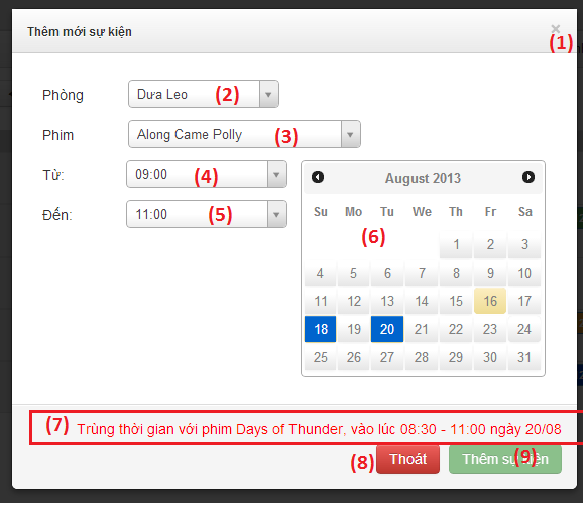 Thêm mới sự kiện
×
(1)
Phòng Dưa Leo (2)
Phim Along Came Polly (3)
Từ: 09:00 (4)
Đến: 11:00 (5)
August 2013
Su Mo Tu We Th Fr Sa
(6)
1 2 3
4 5 6 7 8 9 10
11 12 13 14 15 16 17
18 19 20 21 22 23 24
25 26 27 28 29 30 31
(7) Trùng thời gian với phim Days of Thunder, vào lúc 08:30 - 11:00 ngày 20/08
(8) Thoát Thêm sự kiện (9)